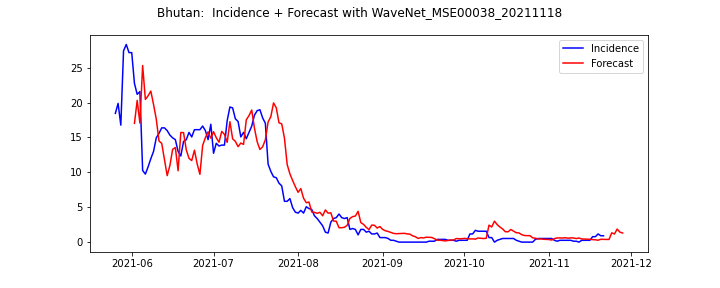 Bhutan:  Incidence + Forecast with WaveNet_MSE00038_20211118
Incidence
Forecast
25
20
15
10
5
0
2021-06 2021-07 2021-08 2021-09 2021-10 2021-11 2021-12